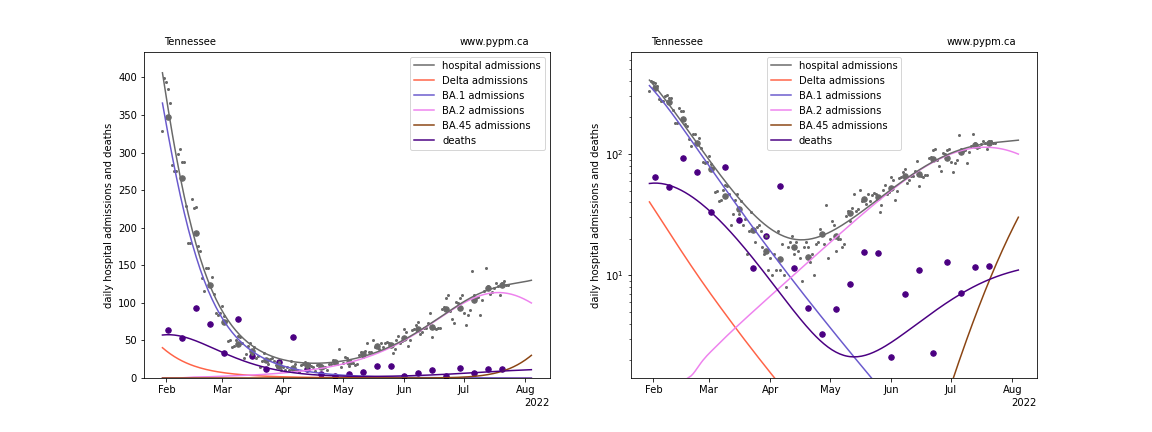 Tennessee
www.pypm.ca
daily hospital admissions and deaths
400
350
300
250
200
150
100
50
0
hospital admissions
Delta admissions
BA.1 admissions
BA.2 admissions
BA.45 admissions
deaths
Feb
Mar
Apr
May
Jun
Jul
Aug
2022
Tennessee
www.pypm.ca
daily hospital admissions and deaths
10²
10¹
hospital admissions
Delta admissions
BA.1 admissions
BA.2 admissions
BA.45 admissions
deaths
Feb
Mar
Apr
May
Jun
Jul
Aug
2022